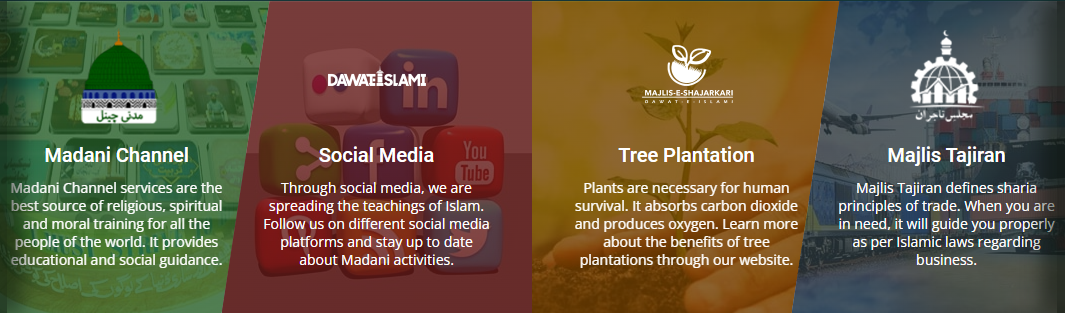 مدنی چینل
Madani Channel
Madani Channel services are the
best source of religious, spiritual
and moral training for all the
people of the world. It provides
educational and social guidance.
DAWATEISLAMI
in
You
Tube
Social Media
Through social media, we are
spreading the teachings of Islam.
Follow us on different social media
platforms and stay up to date
about Madani activities.
MAJLIS-E-SHAJARKARI
DAWAT-E-ISLAMI
Tree Plantation
Plants are necessary for human
survival. It absorbs carbon dioxide
and produces oxygen. Learn more
about the benefits of tree
plantations through our website.
مجلس تاجران
Majlis Tajiran
Majlis Tajiran defines sharia
principles of trade. When you are
in need, it will guide you properly
as per Islamic laws regarding
business.